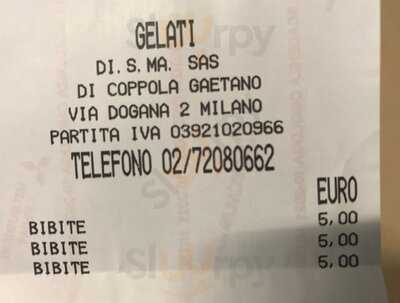 GELATI
DI.S.MA. SAS
DI COPPOLA GAETANO
VIA DOGANA 2 MILANO
PARTITA IVA 03921020966
TELEFONO 02/72080662
EURO
BIBITE 5,00
BIBITE 5,00
BIBITE 5,00